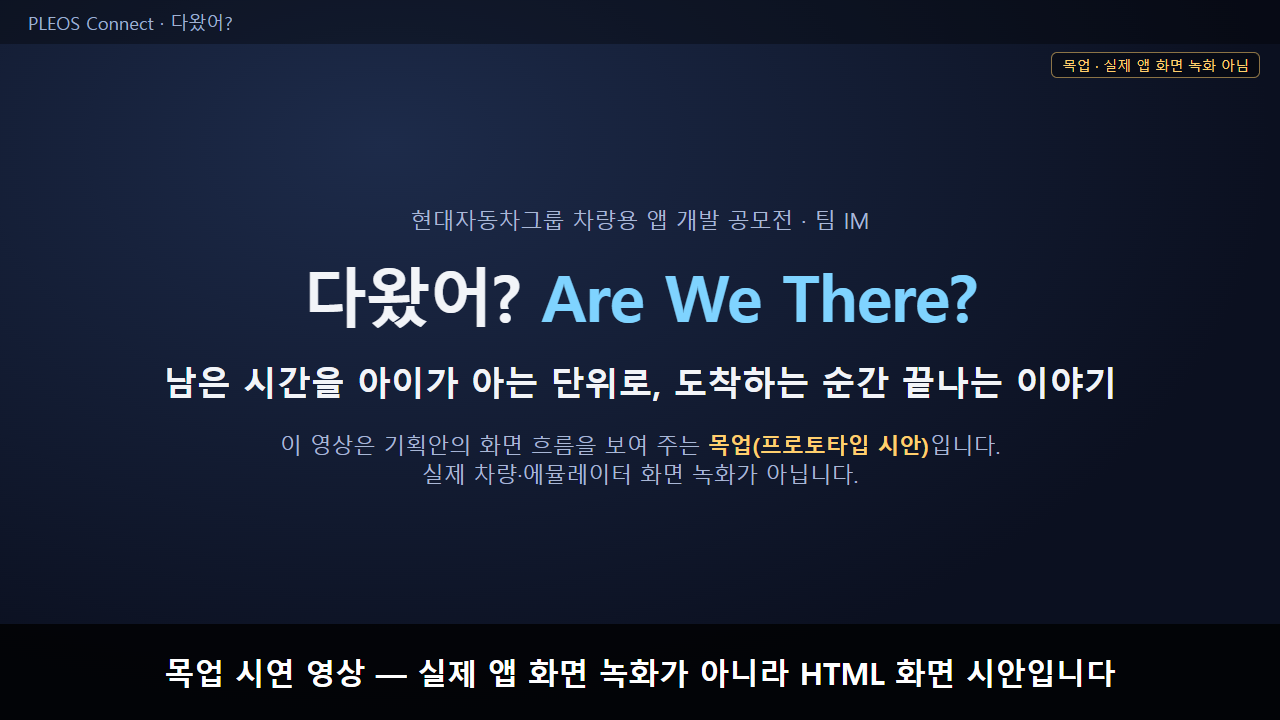 PLEOS Connect · 다왔어?
목업 · 실제 앱 화면 녹화 아님
현대자동차그룹 차량용 앱 개발 공모전 · 팀 IM
다왔어? Are We There?
남은 시간을 아이가 아는 단위로, 도착하는 순간 끝나는 이야기
이 영상은 기획안의 화면 흐름을 보여 주는 목업(프로토타입 시안)입니다.
실제 차량·에뮬레이터 화면 녹화가 아닙니다.
목업 시연 영상 — 실제 앱 화면 녹화가 아니라 HTML 화면 시안입니다